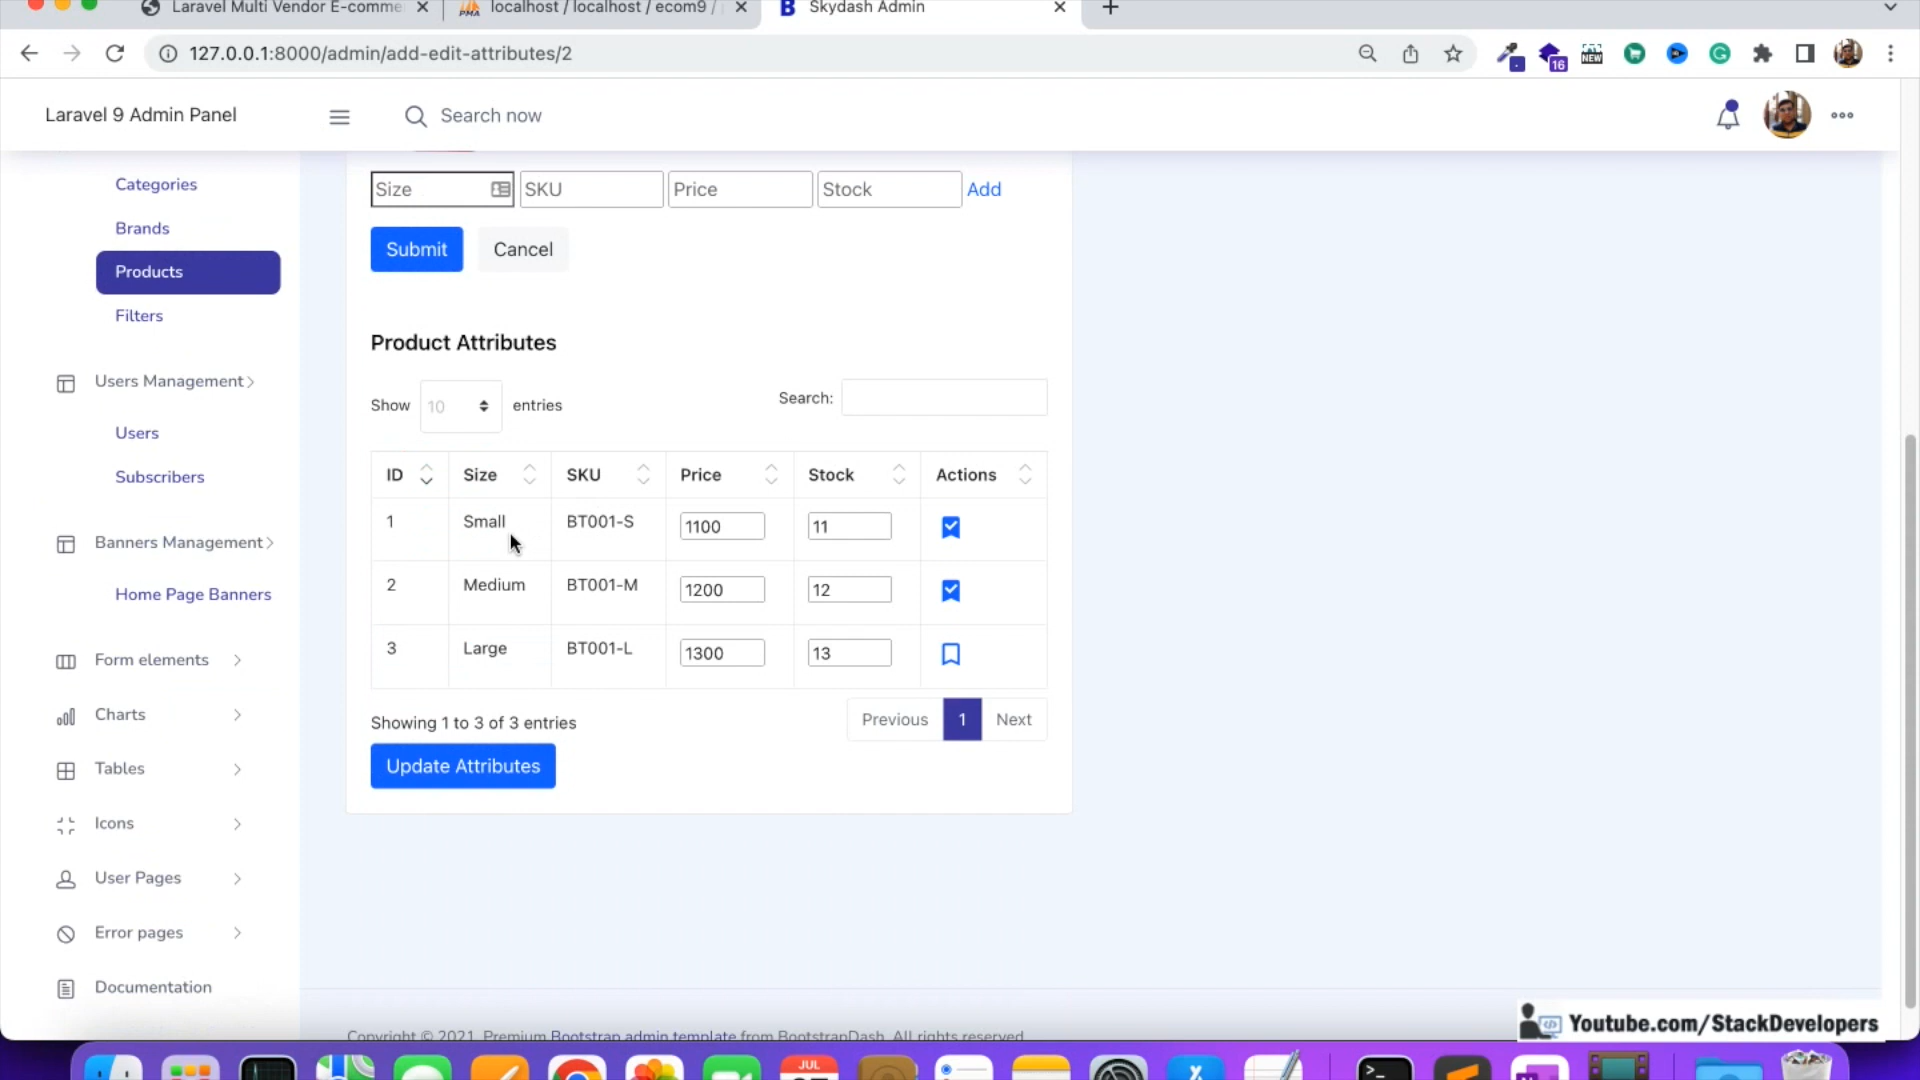 Laravel Multi Vendor E-comme
localhost / localhost / ecom9 /
Skydash Admin
127.0.0.1:8000/admin/add-edit-attributes/2
16
NEW
Laravel 9 Admin Panel
Search now
Categories
Brands
Products
Filters
Users Management
Users
Subscribers
Banners Management
Home Page Banners
Form elements
Charts
Tables
Icons
User Pages
Error pages
Documentation
Size SKU Price Stock Add
Submit Cancel
Product Attributes
Show 10 entries Search:
ID Size SKU Price Stock Actions
1 Small BT001-S 1100 11
2 Medium BT001-M 1200 12
3 Large BT001-L 1300 13
Showing 1 to 3 of 3 entries Previous 1 Next
Update Attributes
Copyright © 2021. Premium Bootstrap admin template from BootstrapDash. All rights reserved.
Youtube.com/StackDevelopers
JUL